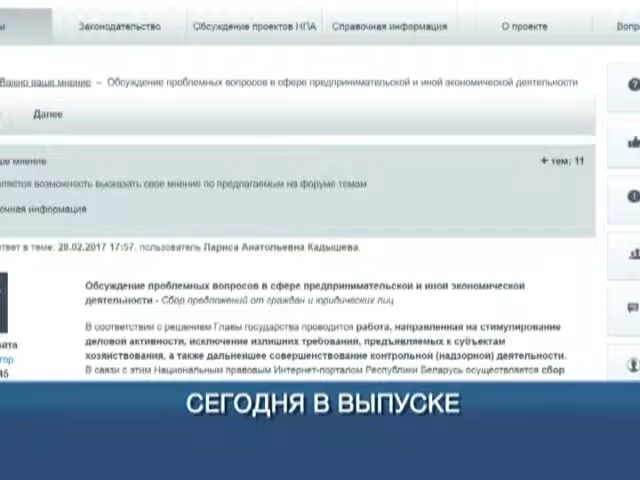 Законодательство Обсуждение проектов НПА Справочная информация О проекте
Важно ваше мнение – Обсуждение проблемных вопросов в сфере предпринимательской и иной экономической деятельности
Далее
мнение + тем: 11
возможность высказать свое мнение по предлагаемым на форуме темам
информация
в теме: 28.02.2017 17:57, пользователь Лариса Анатольевна Кадышева.
Обсуждение проблемных вопросов в сфере предпринимательской и иной экономической
деятельности - Сбор предложений от граждан и юридических лиц
В соответствии с решением Главы государства проводится работа, направленная на стимулирование
деловой активности, исключение излишних требований, предъявляемых к субъектам
хозяйствования, а также дальнейшее совершенствование контрольной (надзорной) деятельности.
В связи с этим Национальным правовым Интернет-порталом Республики Беларусь осуществляется сбор
СЕГОДНЯ В ВЫПУСКЕ